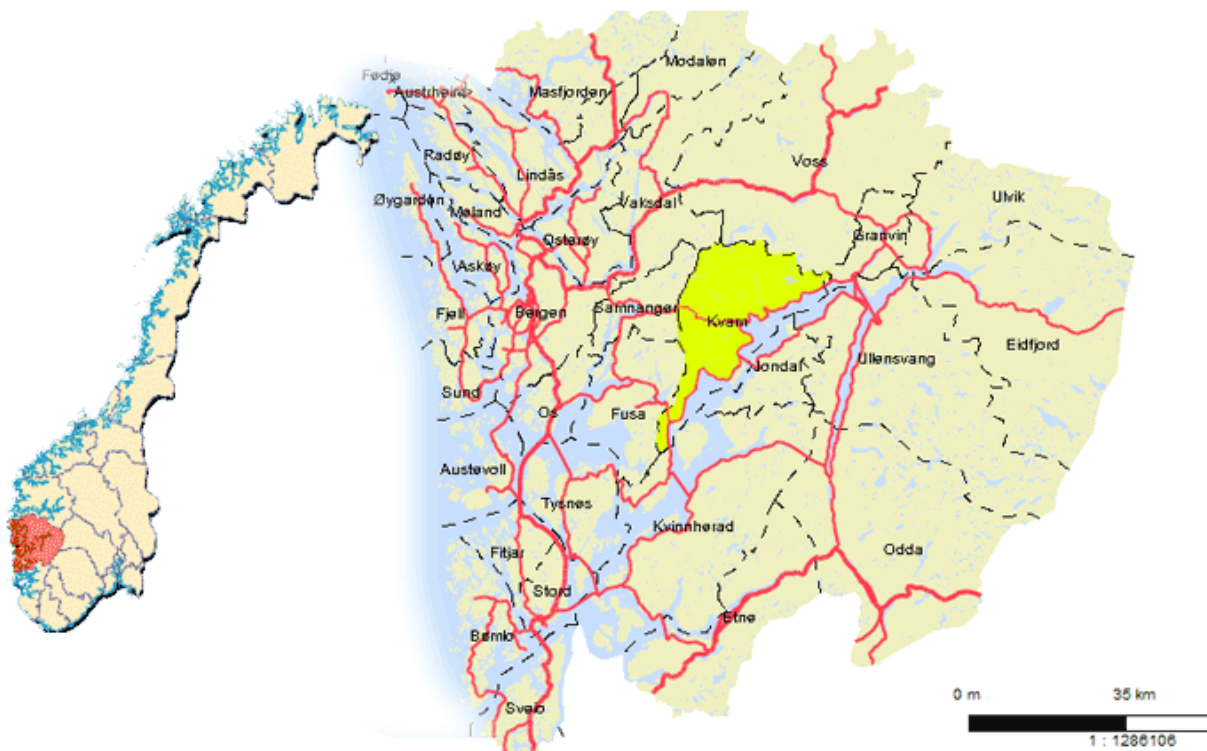 Modalen
Fedje
Austrheim
Masfjorden
Radøy
Lindås
Voss
Øygarden
Meland
Vaksdal
Ulvik
Osterøy
Granvin
Askøy
Fjell
Bergen
Samnanger
Kvam
Eidfjord
Jondal
Ullensvang
Sund
Os
Fusa
Austevoll
Tysnes
Kvinnherad
Fitjar
Odda
Stord
Etne
Bømlo
Sveio
0 m 35 km
1 : 1286106